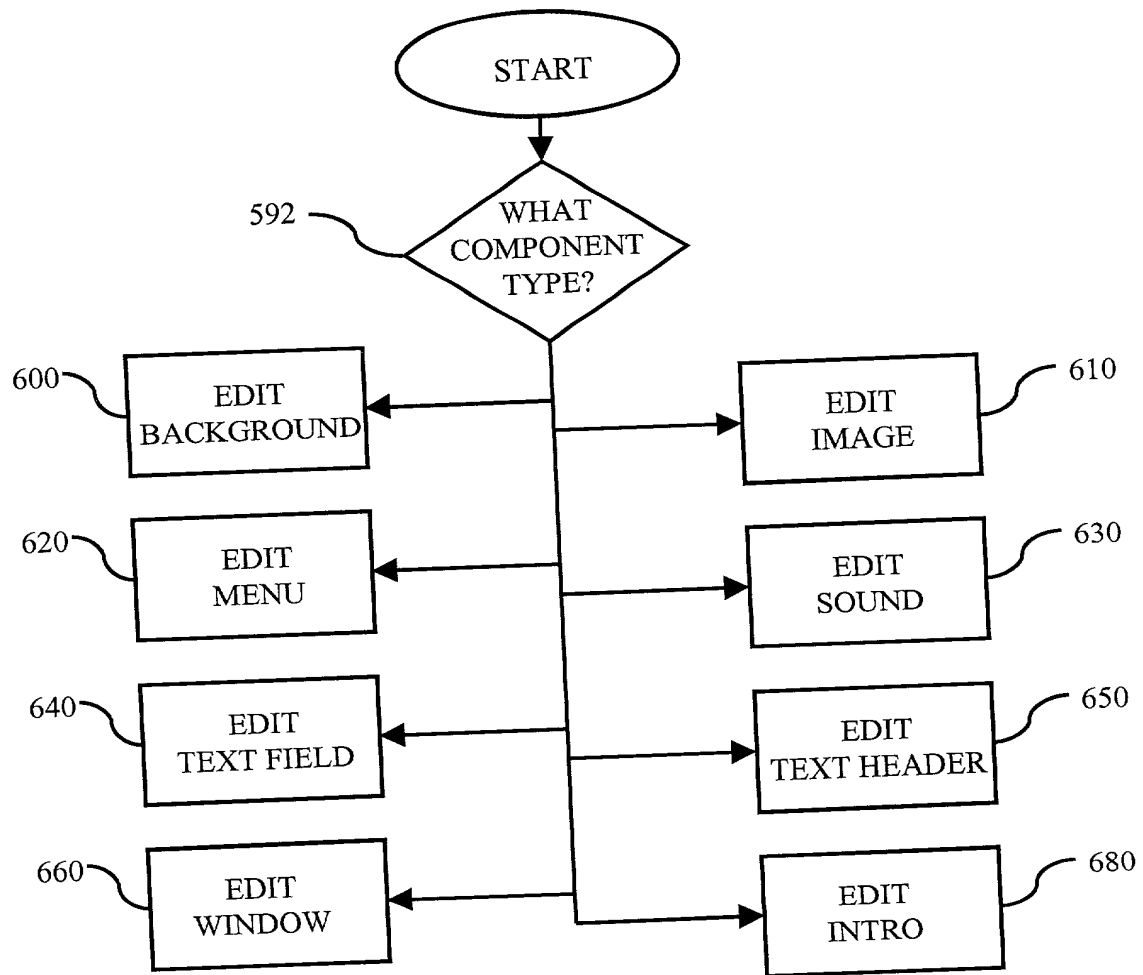 START
592
WHAT
COMPONENT
TYPE?
600
EDIT
BACKGROUND
610
EDIT
IMAGE
620
EDIT
MENU
630
EDIT
SOUND
640
EDIT
TEXT FIELD
650
EDIT
TEXT HEADER
660
EDIT
WINDOW
680
EDIT
INTRO